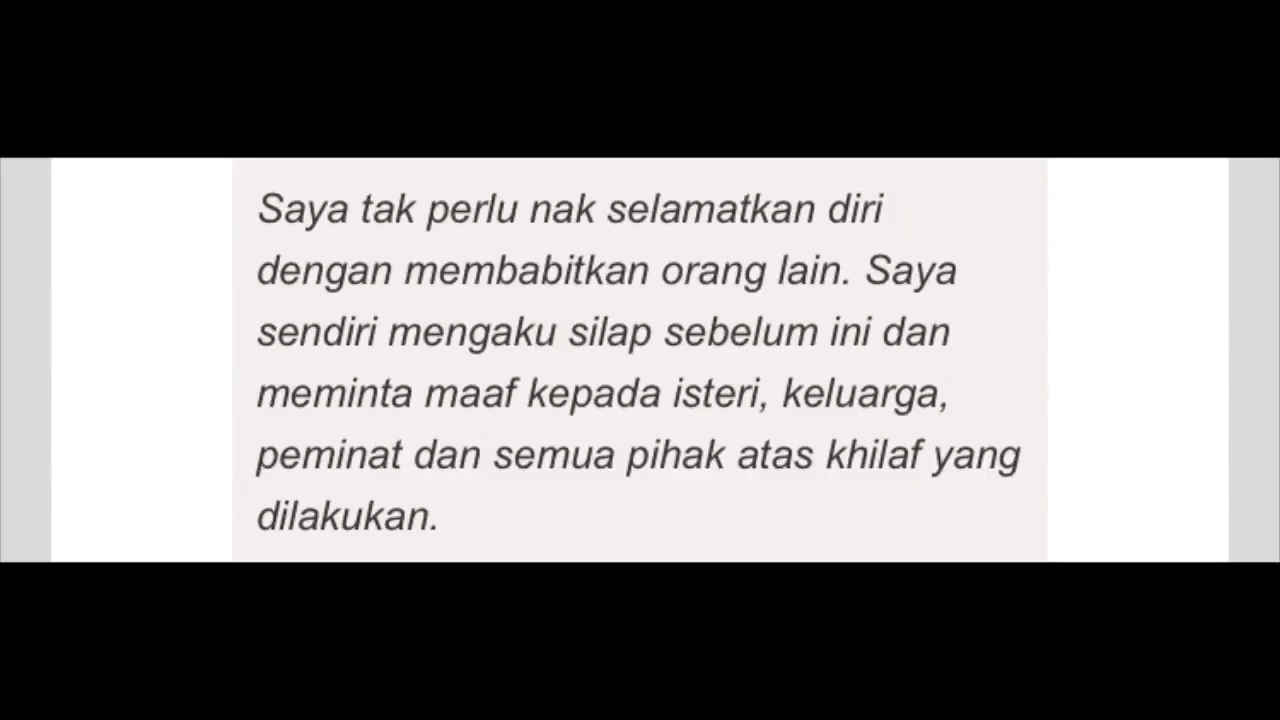 Saya tak perlu nak selamatkan diri
dengan membabitkan orang lain. Saya
sendiri mengaku silap sebelum ini dan
meminta maaf kepada isteri, keluarga,
peminat dan semua pihak atas khilaf yang
dilakukan.